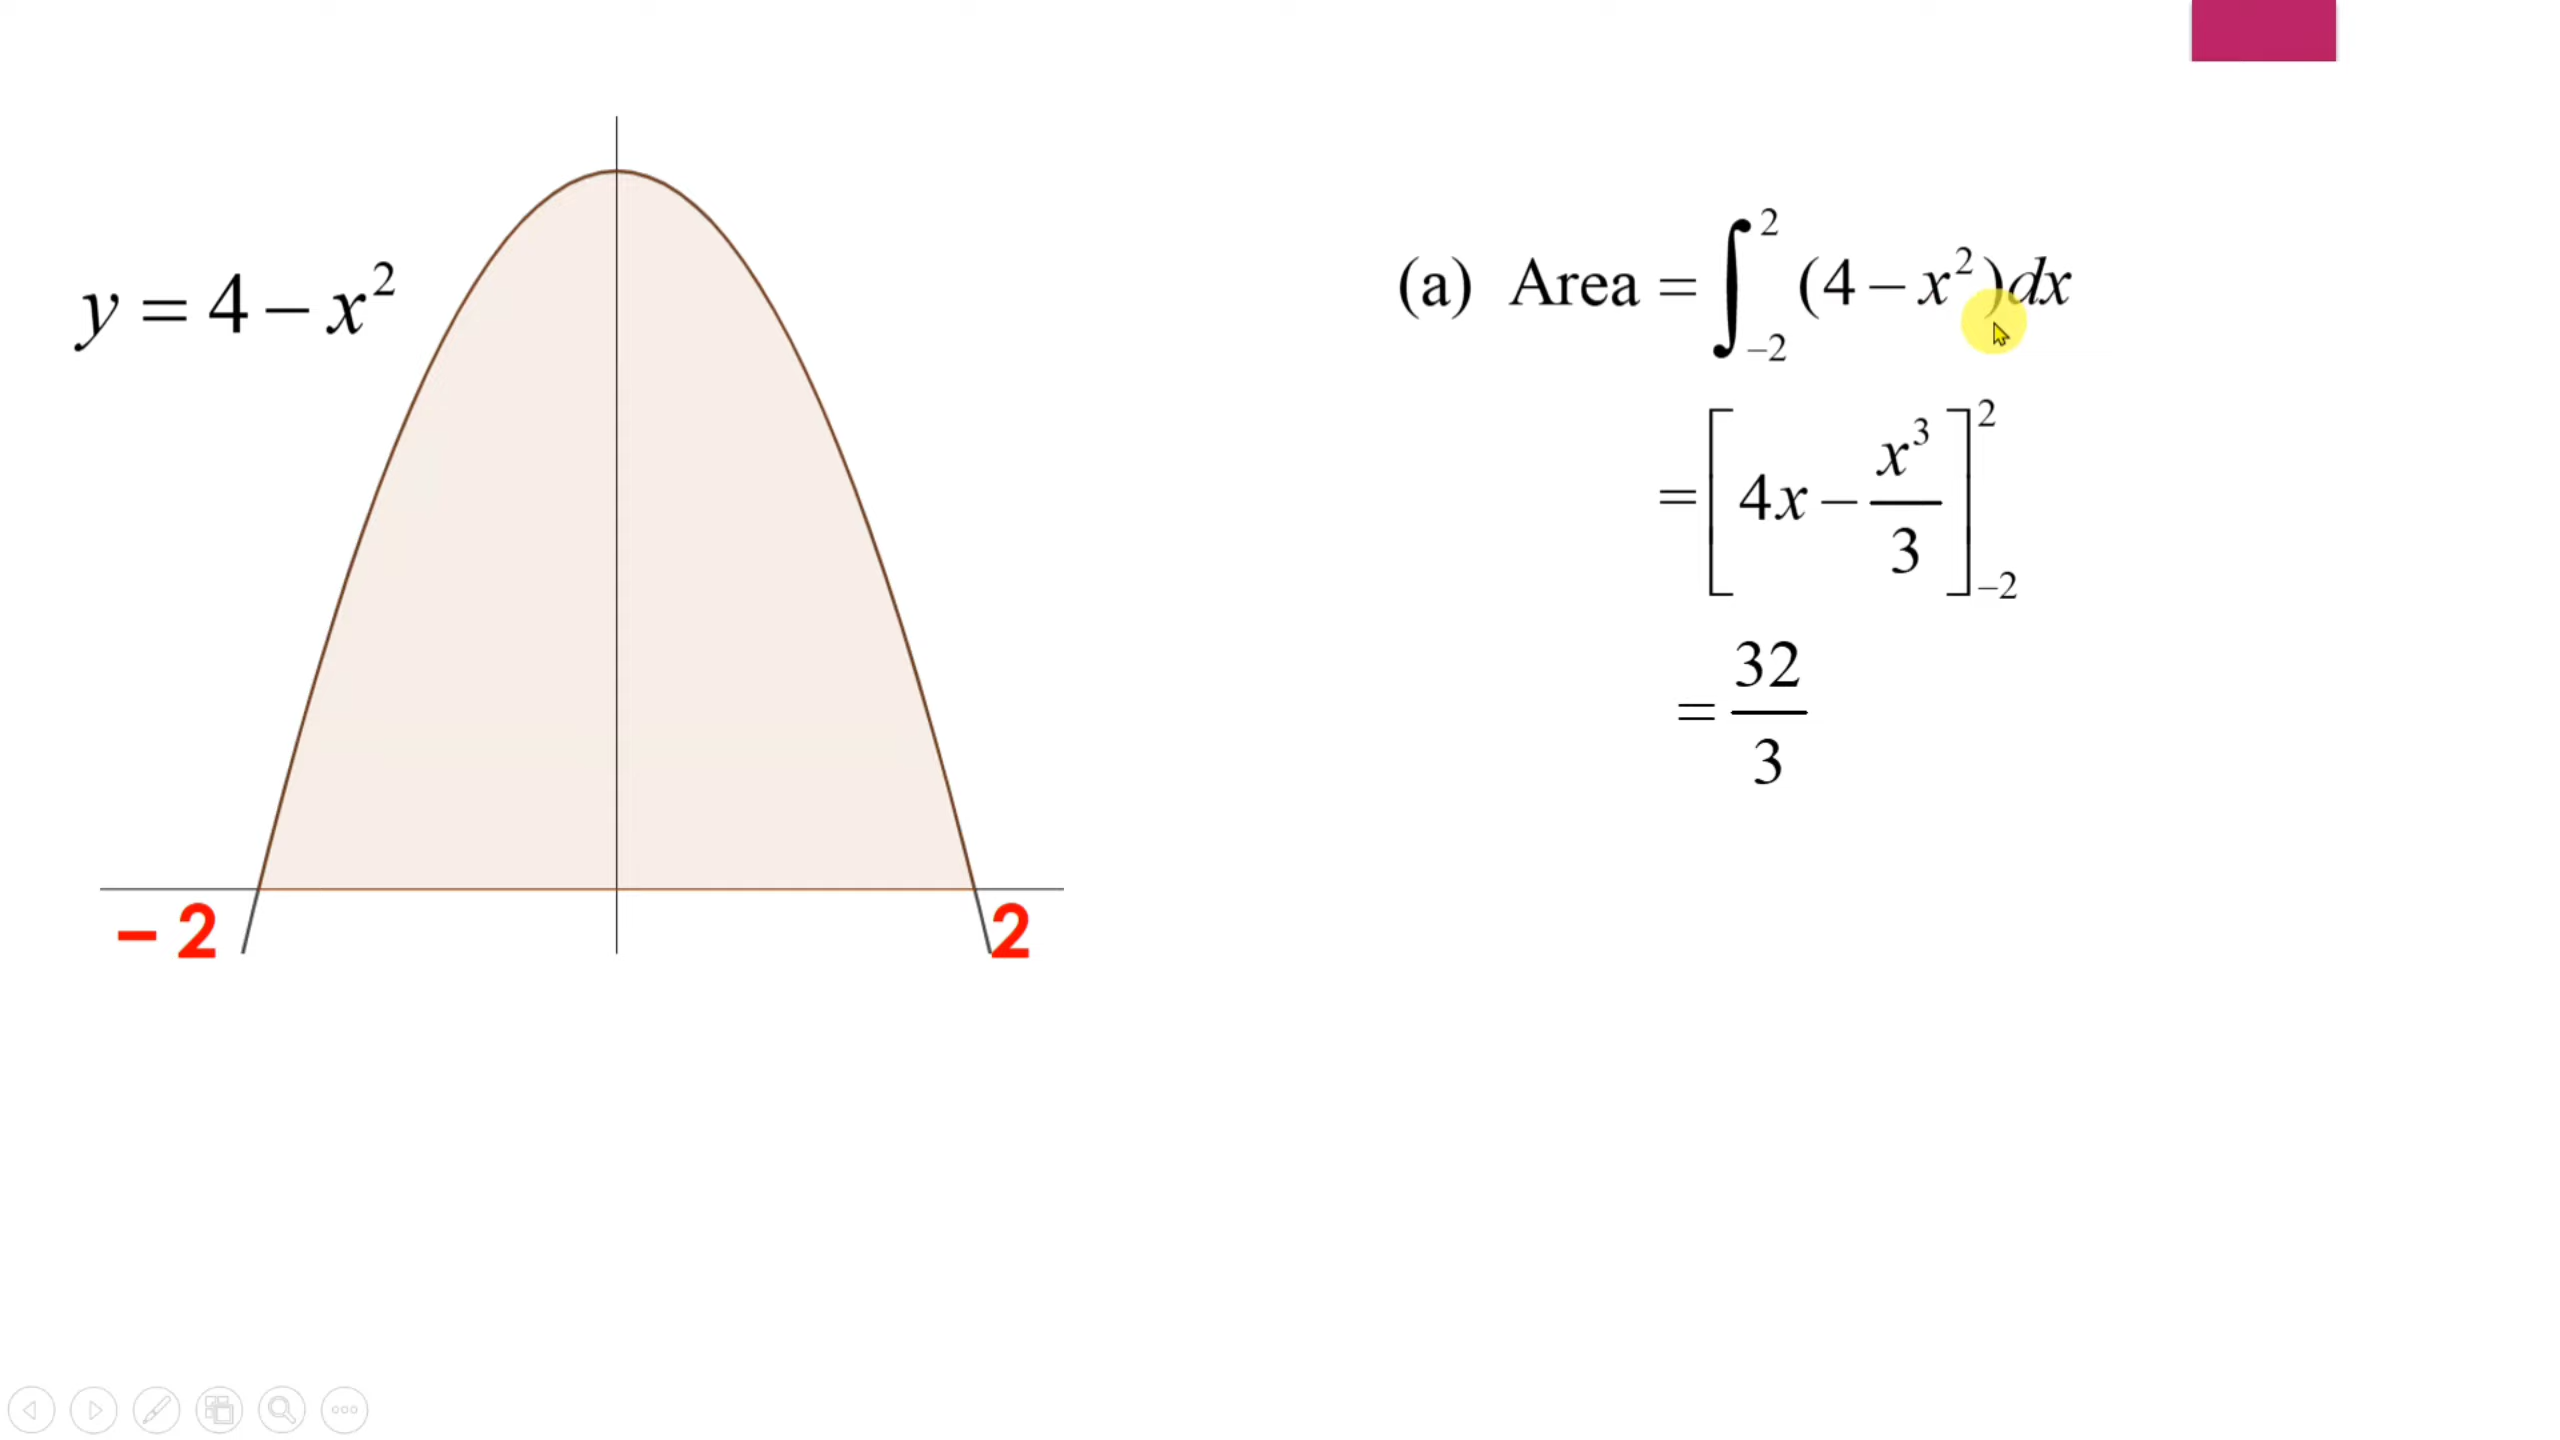 y = 4 − x²
− 2
2
(a) Area = ∫₋₂² (4 − x²)dx
= [4x − x³/3]₋₂²
= 32/3